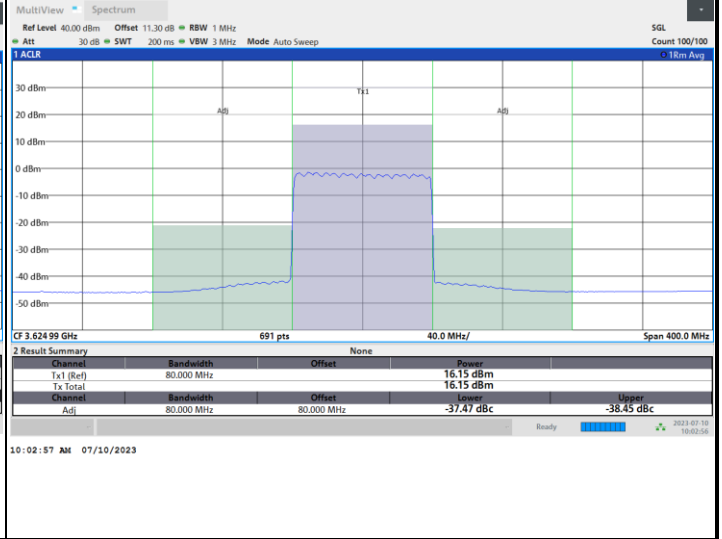 MultiView Spectrum
Ref Level 40.00 dBm Offset 11.30 dB RBW 1 MHz SGL
Att 30 dB SWT 200 ms VBW 3 MHz Mode Auto Sweep Count 100/100
1 ACLR 1Rm Avg
30 dBm
Tx1
20 dBm Adj Adj
10 dBm
0 dBm
-10 dBm
-20 dBm
-30 dBm
-40 dBm
-50 dBm
CF 3.624 99 GHz 691 pts 40.0 MHz/ Span 400.0 MHz
2 Result Summary None
Channel Bandwidth Offset Power
Tx1 (Ref) 80.000 MHz 16.15 dBm
Tx Total 16.15 dBm
Channel Bandwidth Offset Lower Upper
Adj 80.000 MHz 80.000 MHz -37.47 dBc -38.45 dBc
Ready 2023-07-10
10:02:56
10:02:57 AM 07/10/2023